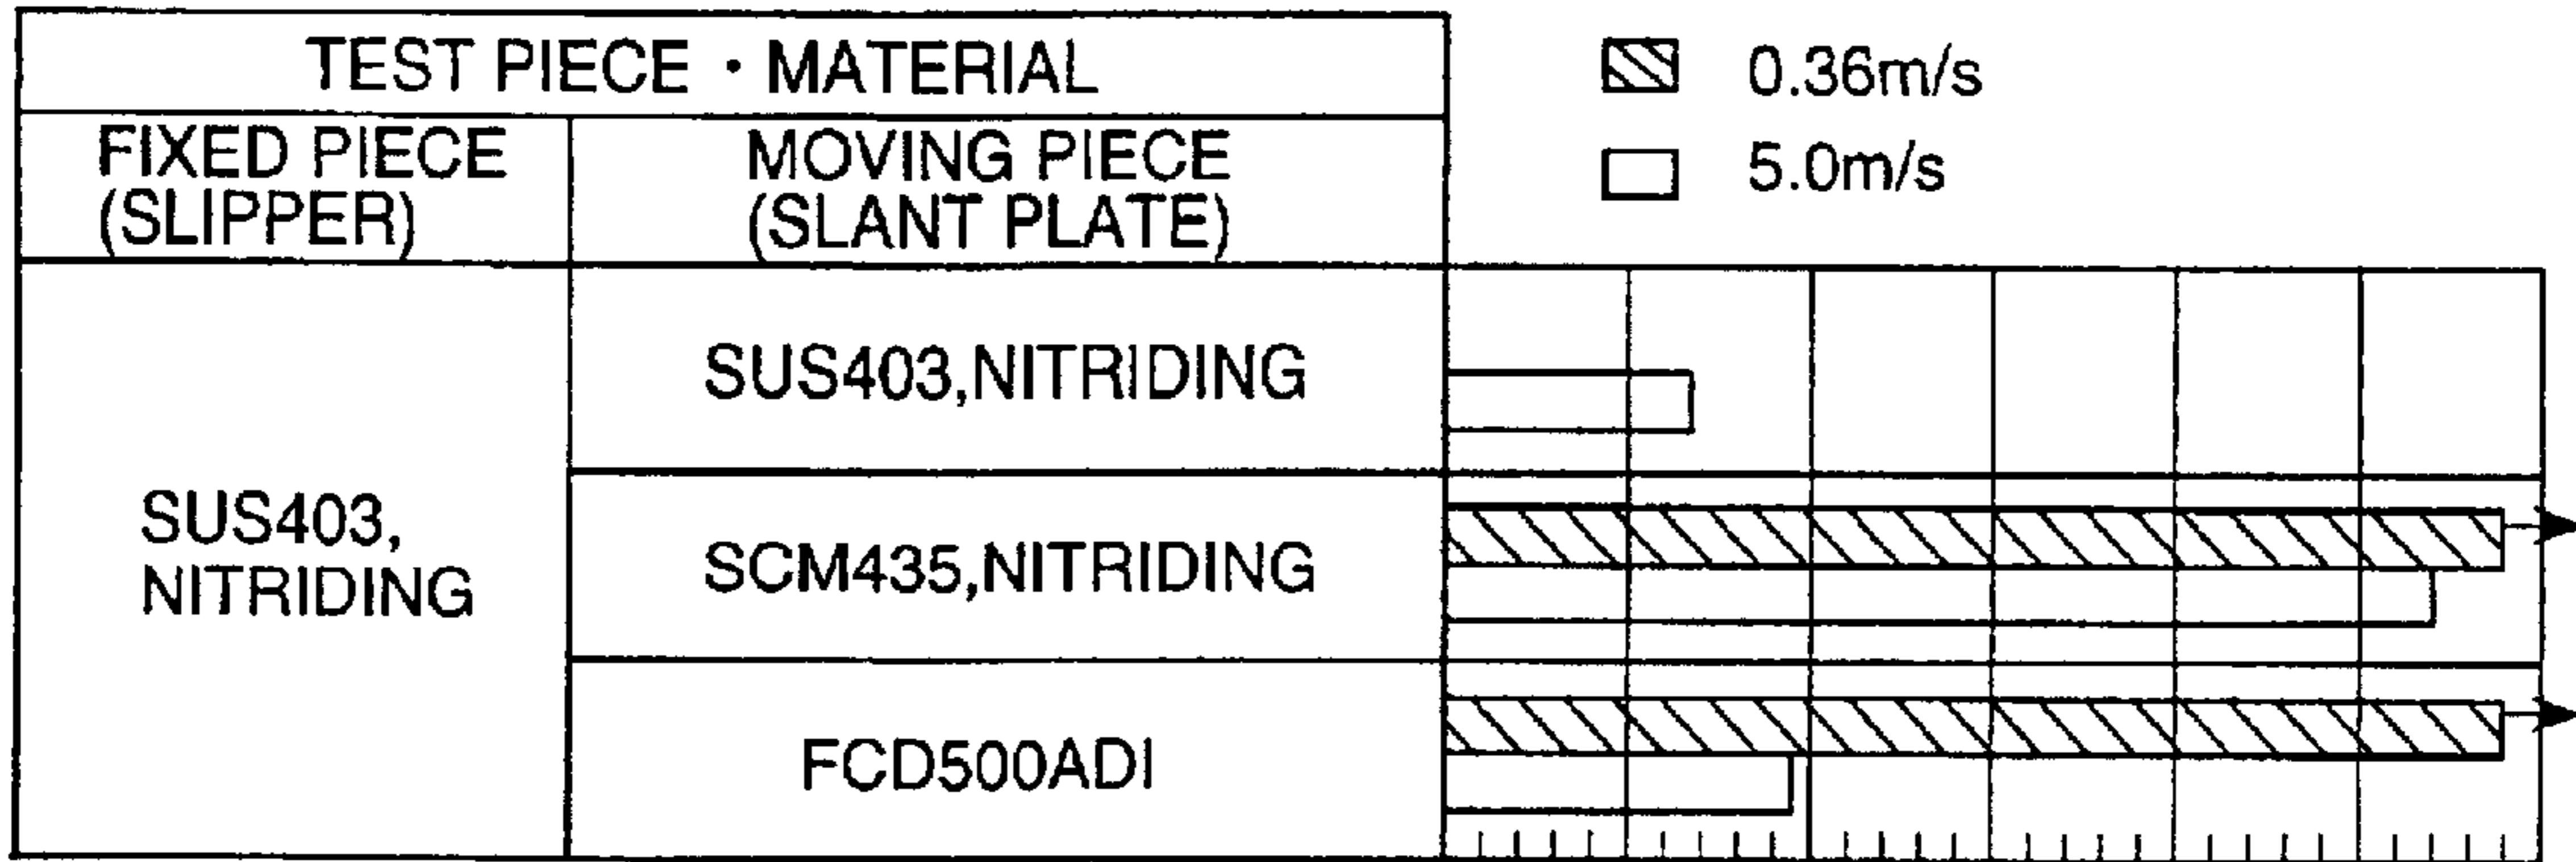 TEST PIECE・MATERIAL
0.36m/s
5.0m/s
FIXED PIECE
(SLIPPER)
MOVING PIECE
(SLANT PLATE)
SUS403,
NITRIDING
SUS403,NITRIDING
SCM435,NITRIDING
FCD500ADI